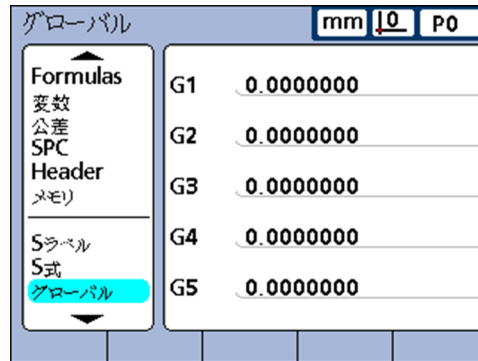 グローバル
mm 0 P0
Formulas
変数
公差
SPC
Header
メモリ
Sラベル
S式
グローバル
G1 0.0000000
G2 0.0000000
G3 0.0000000
G4 0.0000000
G5 0.0000000